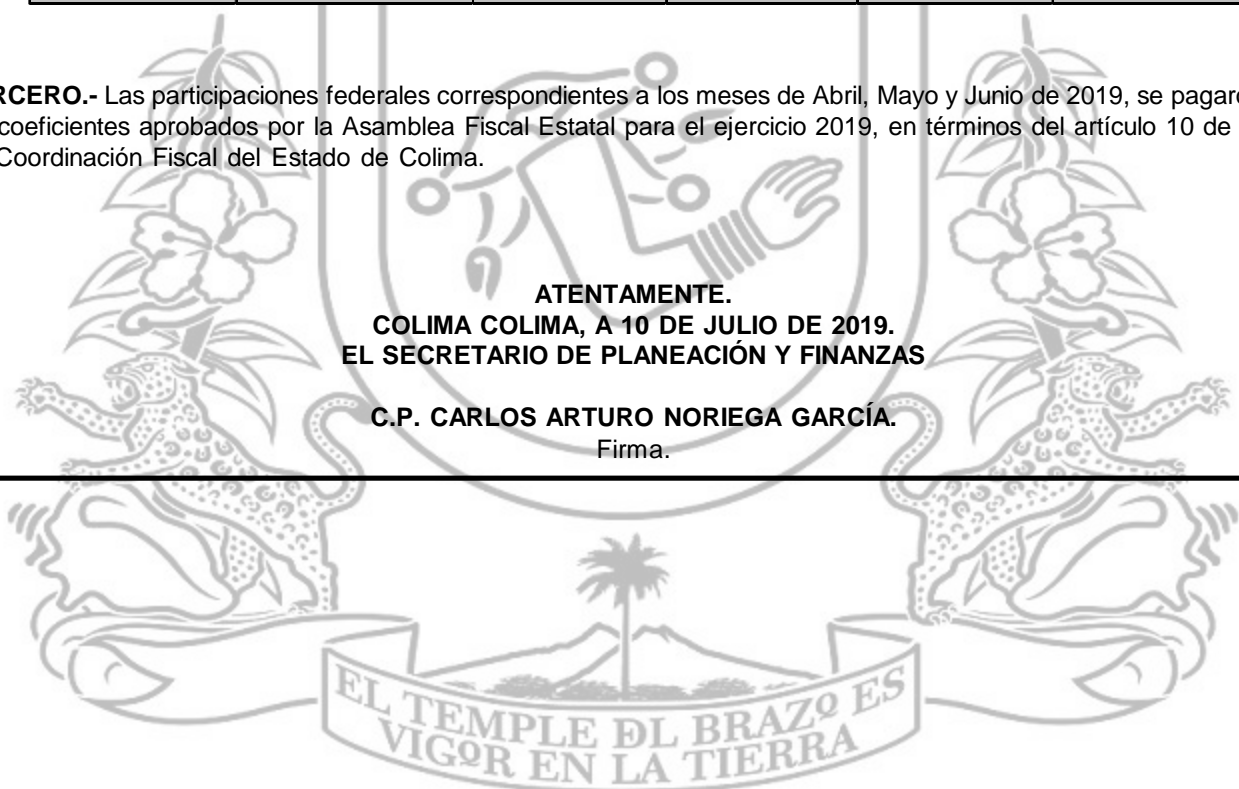 RCERO.- Las participaciones federales correspondientes a los meses de Abril, Mayo y Junio de 2019, se pagar
coeficientes aprobados por la Asamblea Fiscal Estatal para el ejercicio 2019, en términos del artículo 10 de
Coordinación Fiscal del Estado de Colima.
ATENTAMENTE.
COLIMA COLIMA, A 10 DE JULIO DE 2019.
EL SECRETARIO DE PLANEACIÓN Y FINANZAS
C.P. CARLOS ARTURO NORIEGA GARCÍA.
Firma.
EL TEMPLE DL BRAZO ES
VIGOR EN LA TIERRA